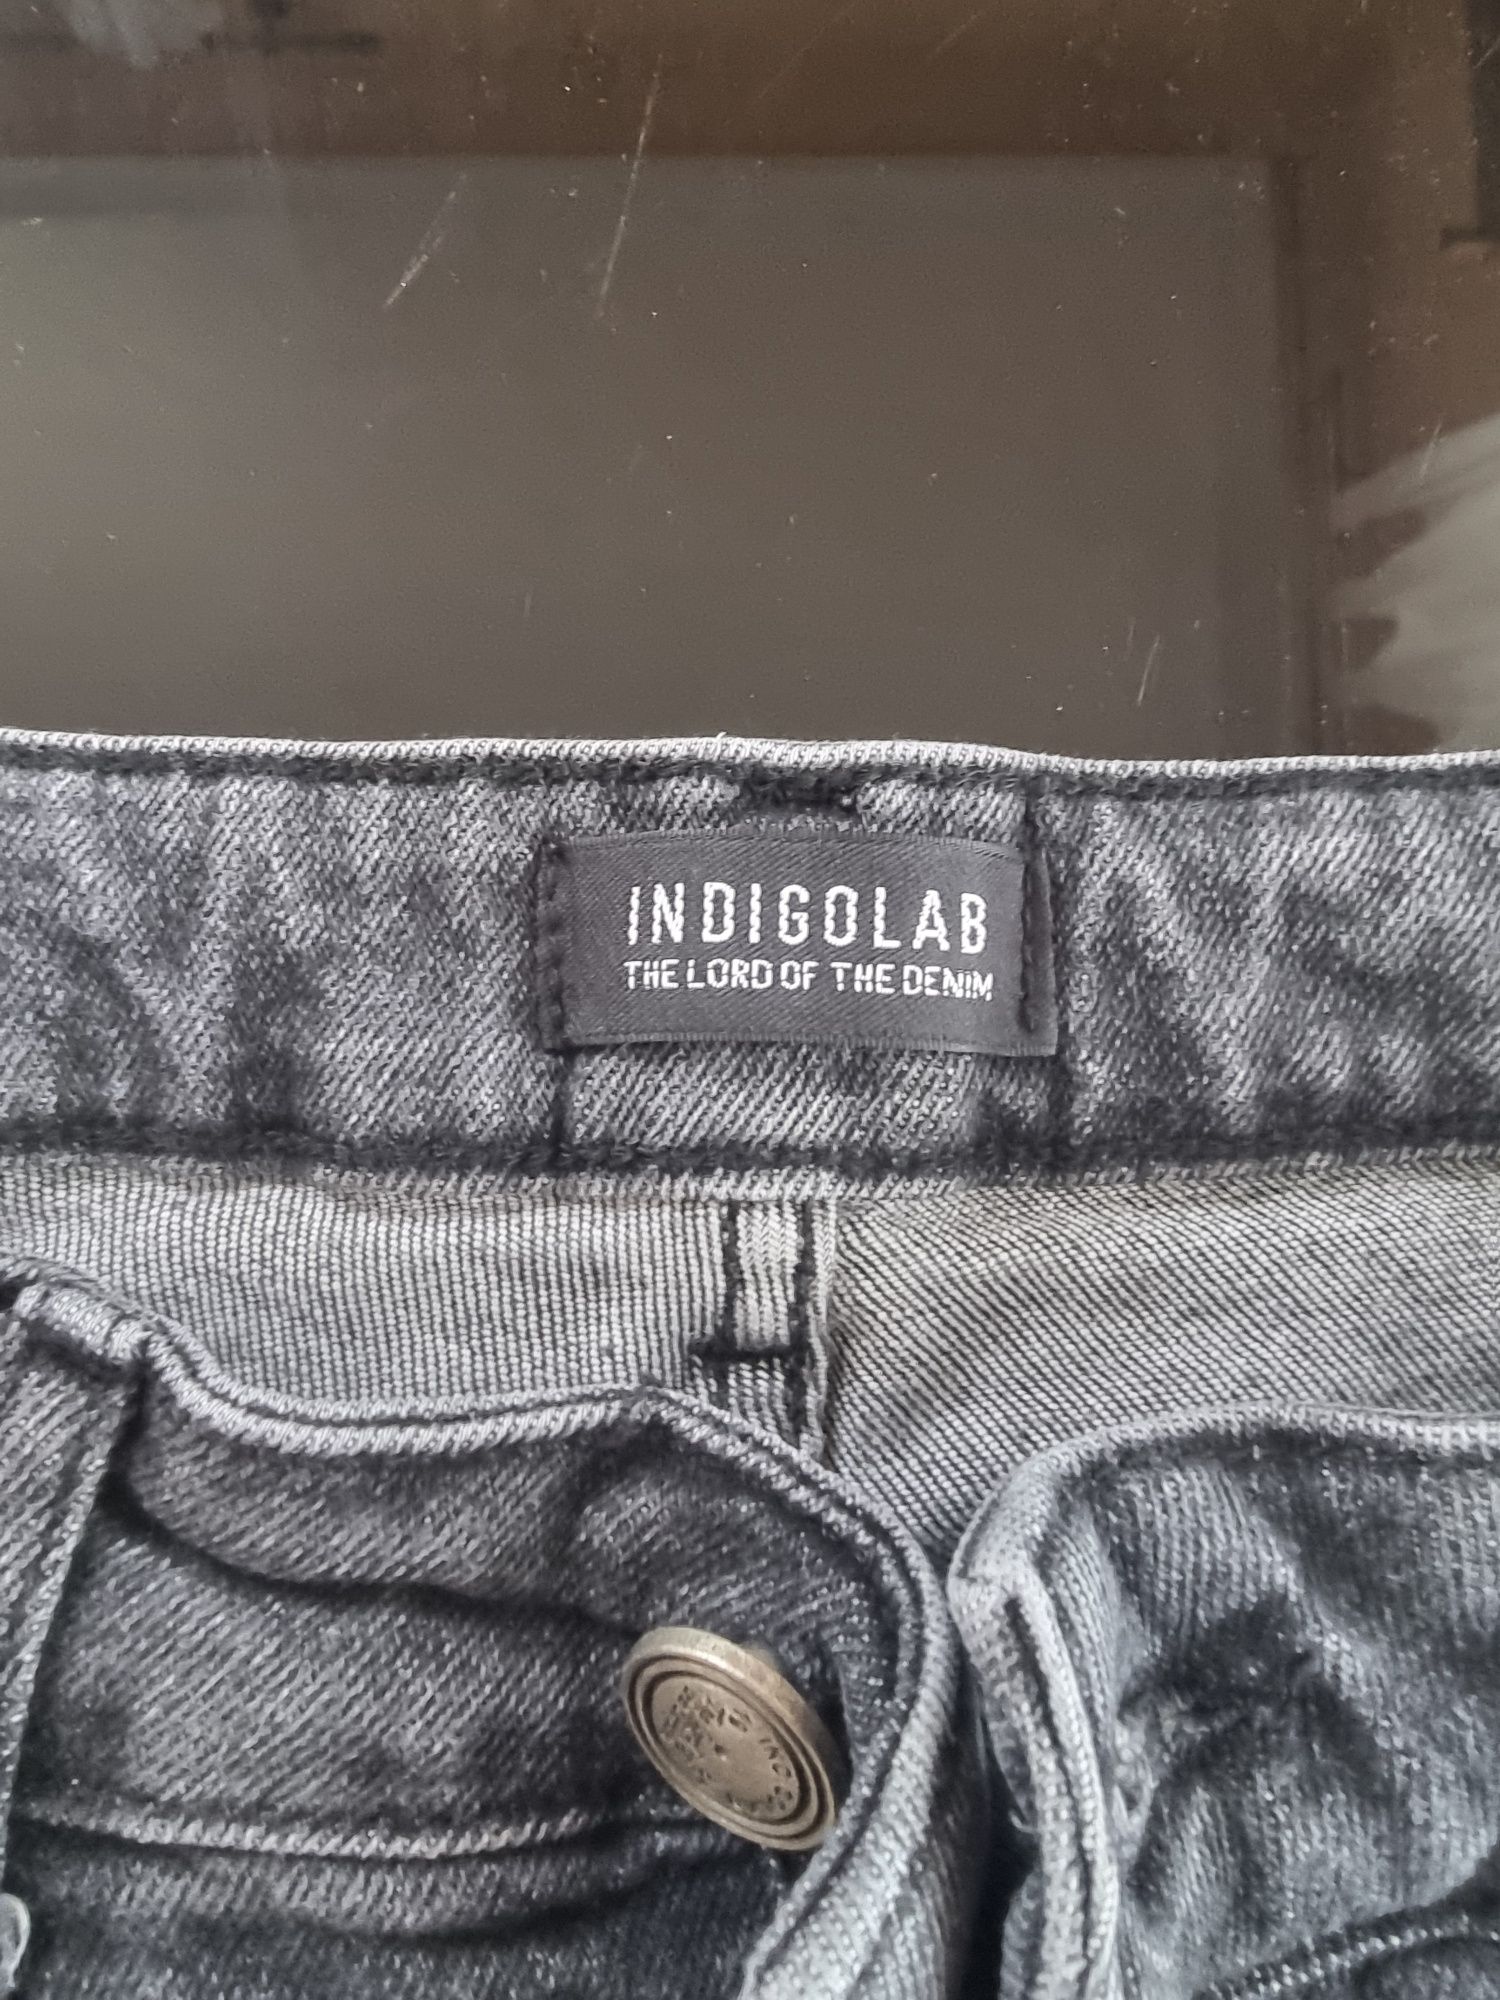 INDIGOLAB
THE LORD OF THE DENIM